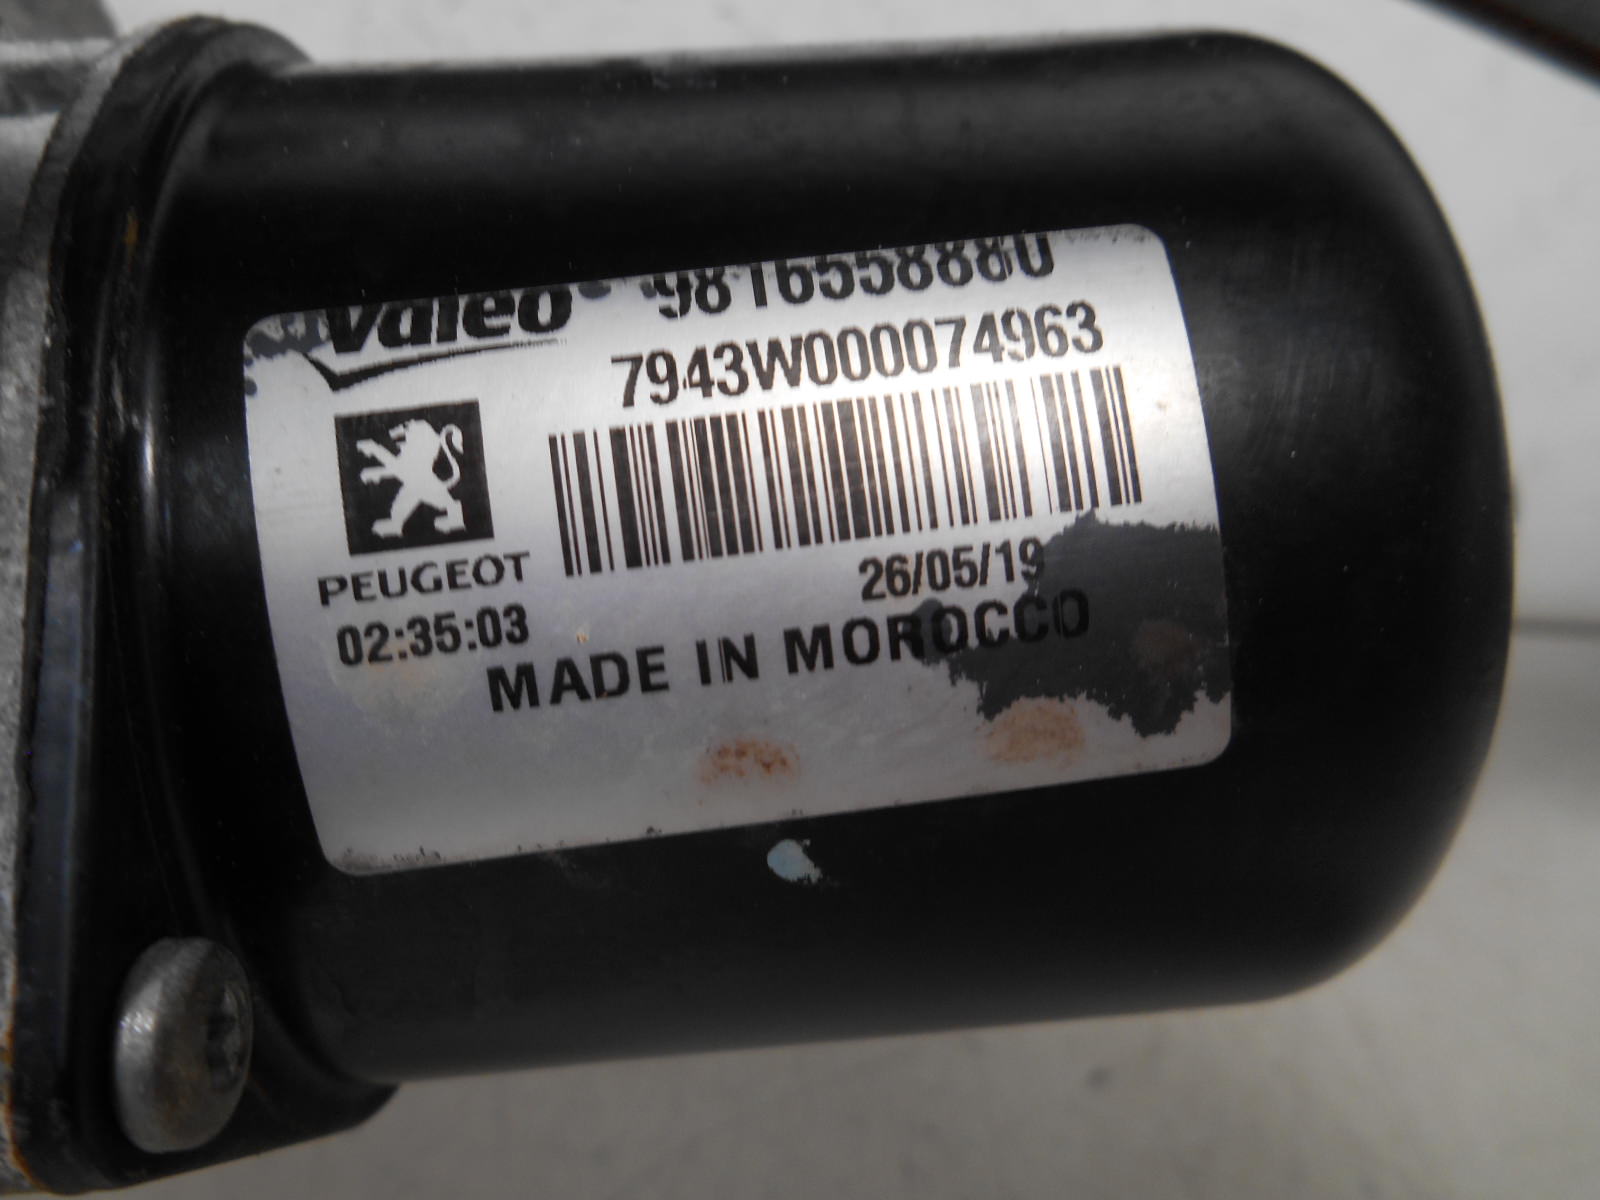 Valeo 9816558880
7943W000074963
PEUGEOT
26/05/19
02:35:03
MADE IN MOROCCO